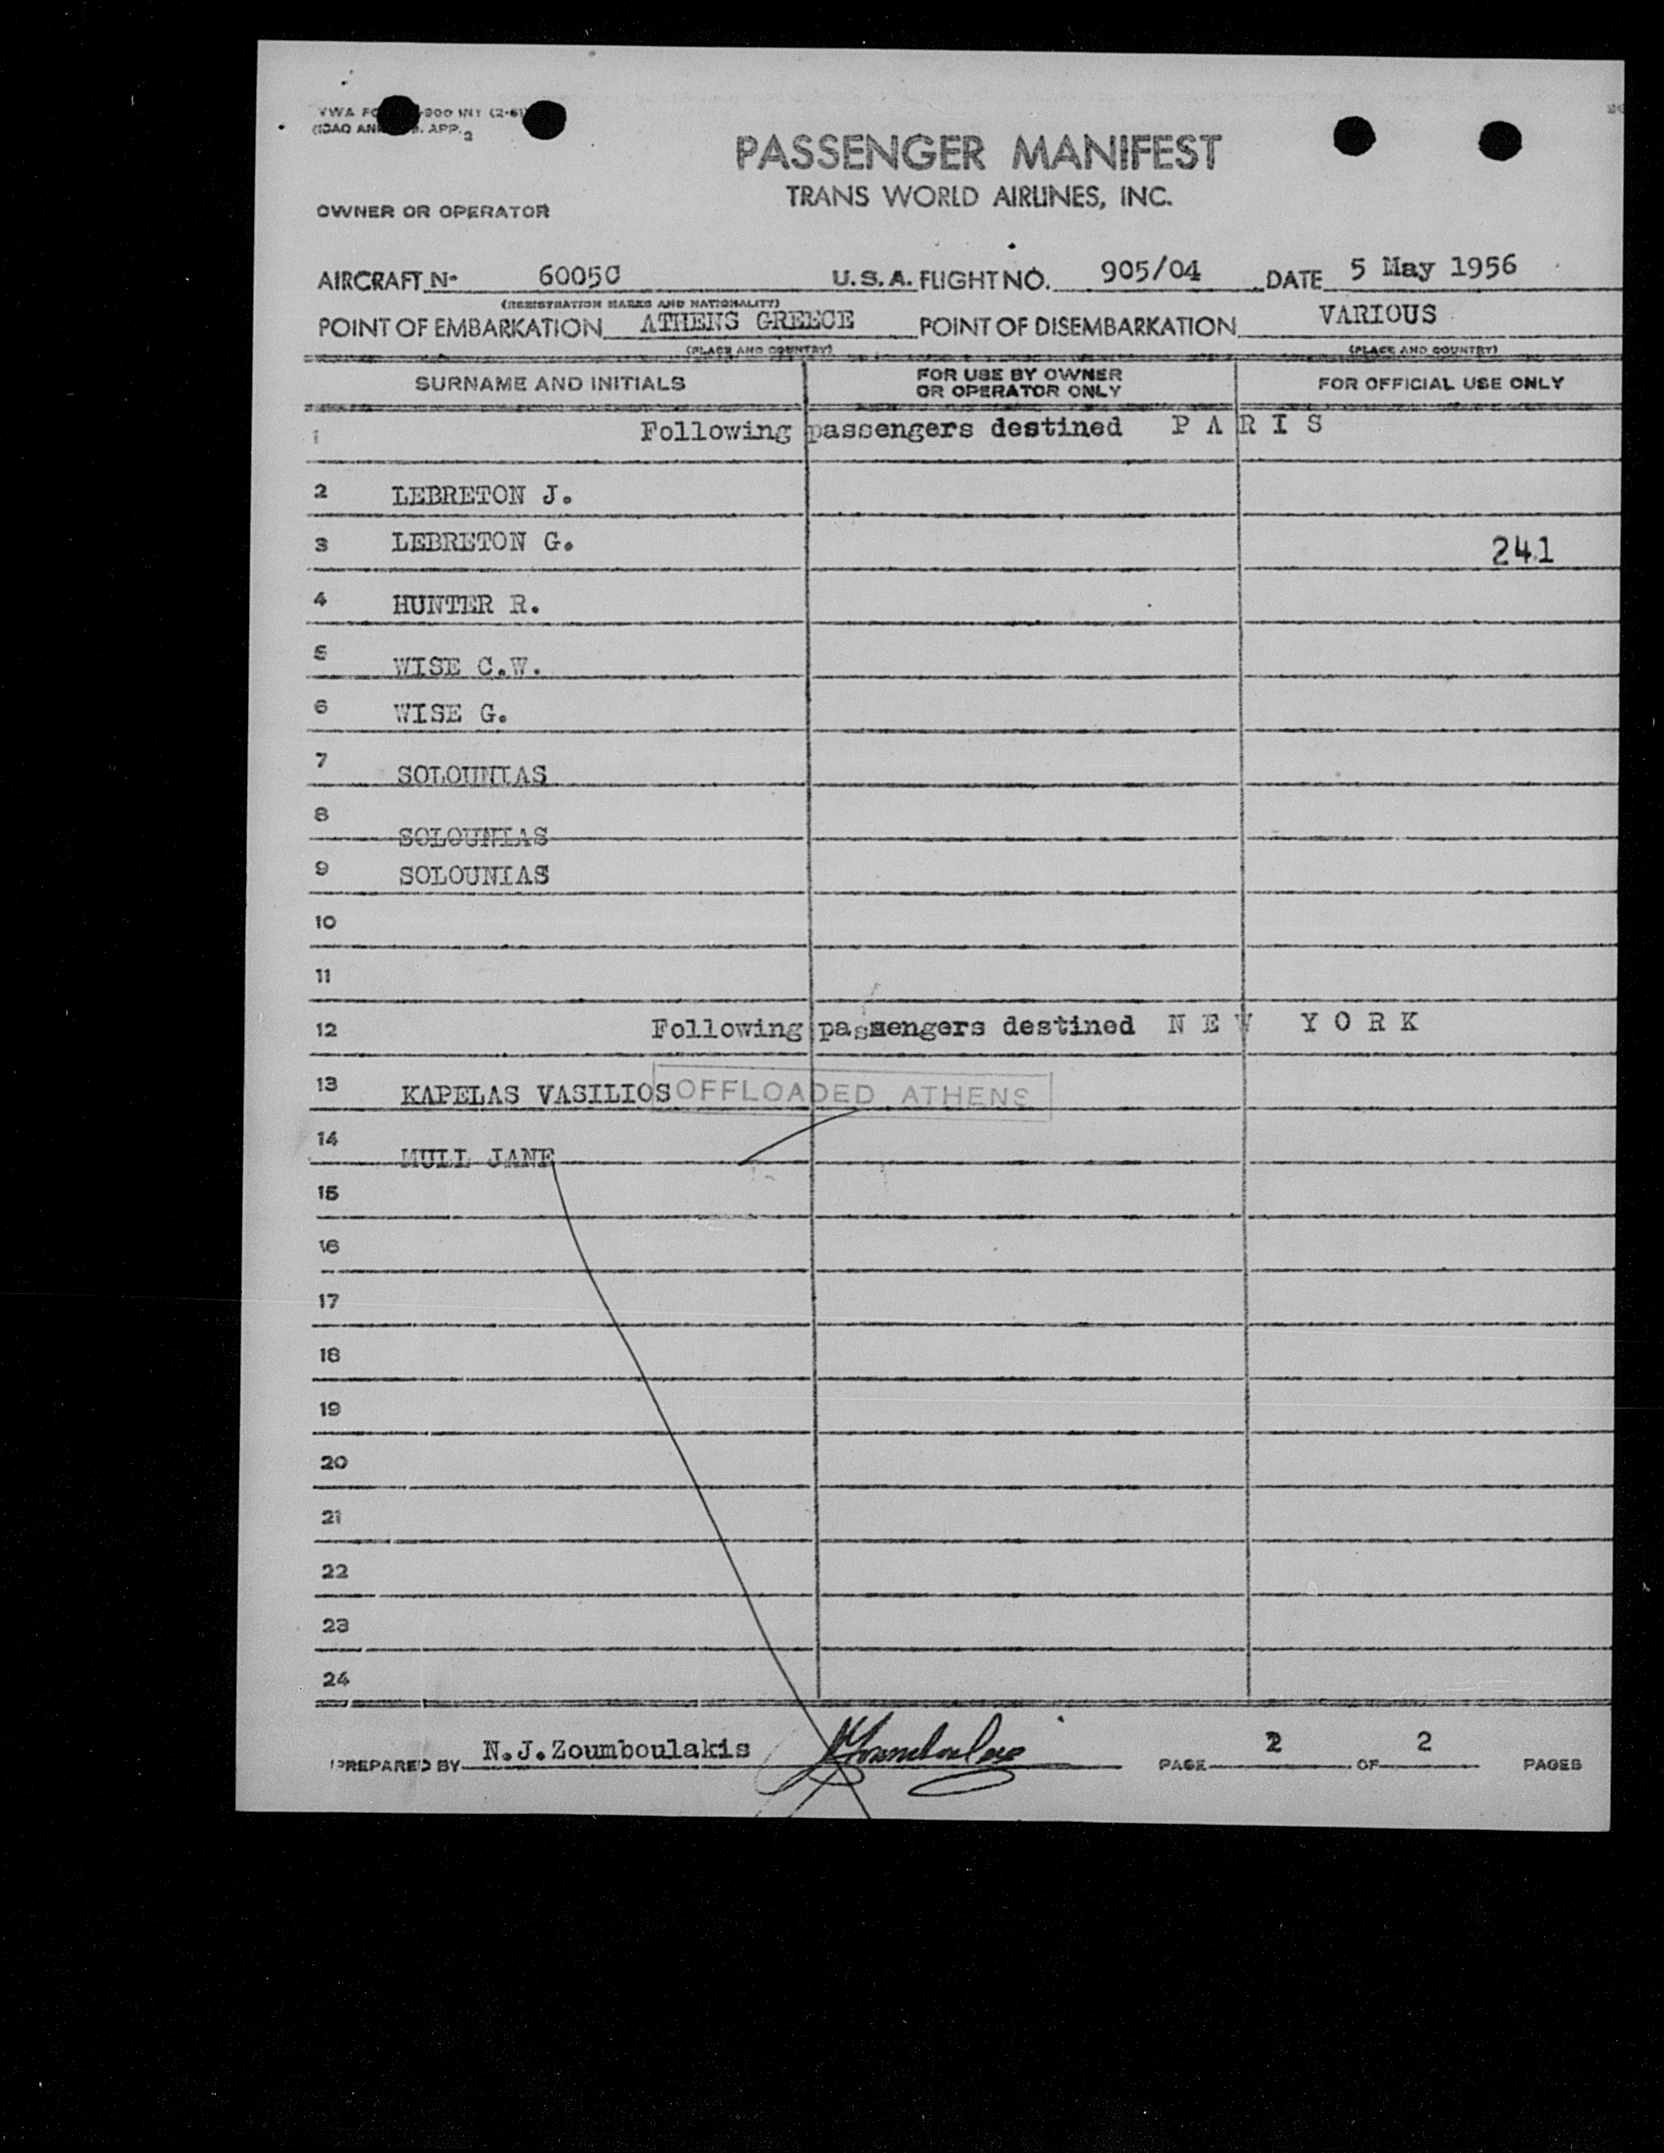 (2-51)
APP.
2
PASSENGER MANIFEST
TRANS WORLD AIRLINES, INC.
OWNER OR OPERATOR
AIRCRAFT N- 6005C U.S.A. FLIGHT NO. 905/04 DATE 5 May 1956
(REGISTRATION MARKS AND NATIONALITY)
POINT OF EMBARKATION ATHENS GREECE POINT OF DISEMBARKATION VARIOUS
(PLACE AND COUNTRY) (PLACE AND COUNTRY)
SURNAME AND INITIALS FOR USE BY OWNER OR OPERATOR ONLY FOR OFFICIAL USE ONLY
1 Following passengers destined P A R I S
2 LEBRETON J.
3 LEBRETON G. 241
4 HUNTER R.
5 WISE C.W.
6 WISE G.
7 SOLOUNIAS
8 SOLOUNIAS
9 SOLOUNIAS
10
11
12 Following passengers destined N E W Y O R K
13 KAPELAS VASILIOS OFFLOADED ATHENS
14 MULL JANE
15
16
17
18
19
20
21
22
23
24
PREPARED BY N.J.Zoumboulakis PAGE 2 OF 2 PAGES